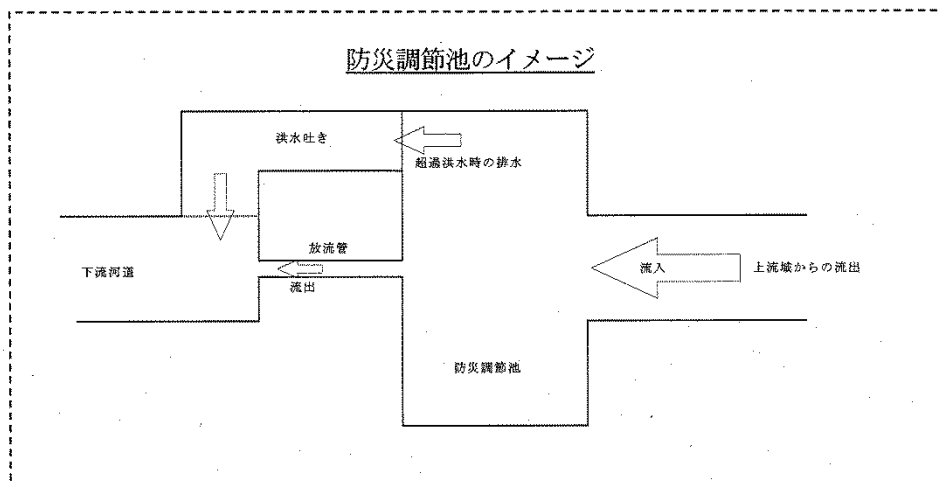 防災調節池のイメージ
洪水吐き
超過洪水時の排水
放流管
下流河道
流出
流入
上流域からの流出
防災調節池